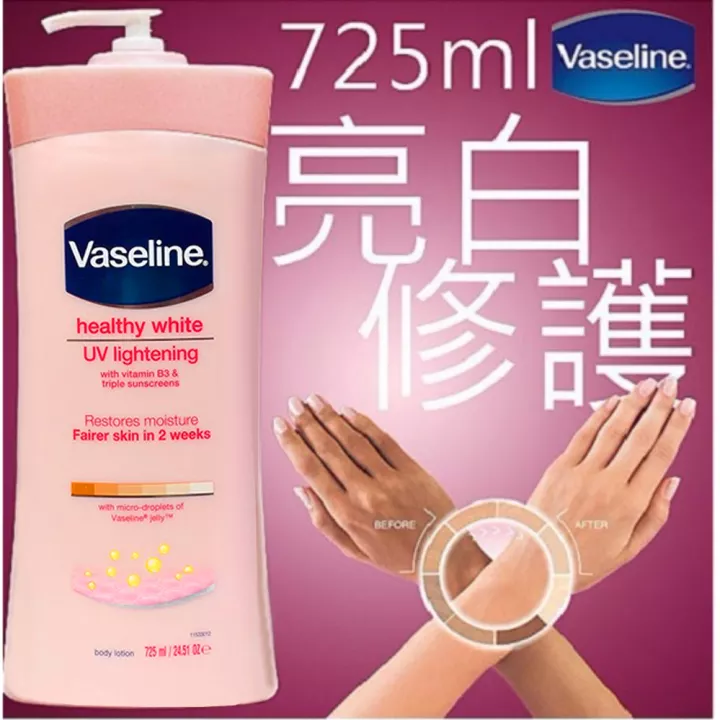 725ml
Vaseline.
亮白
修護
Vaseline.
healthy white
UV lightening
with vitamin B3 &
triple sunscreens
Restores moisture
Fairer skin in 2 weeks
with micro-droplets of
Vaseline® jelly™
body lotion 725 ml / 24.51 OZ ℮
BEFORE
AFTER